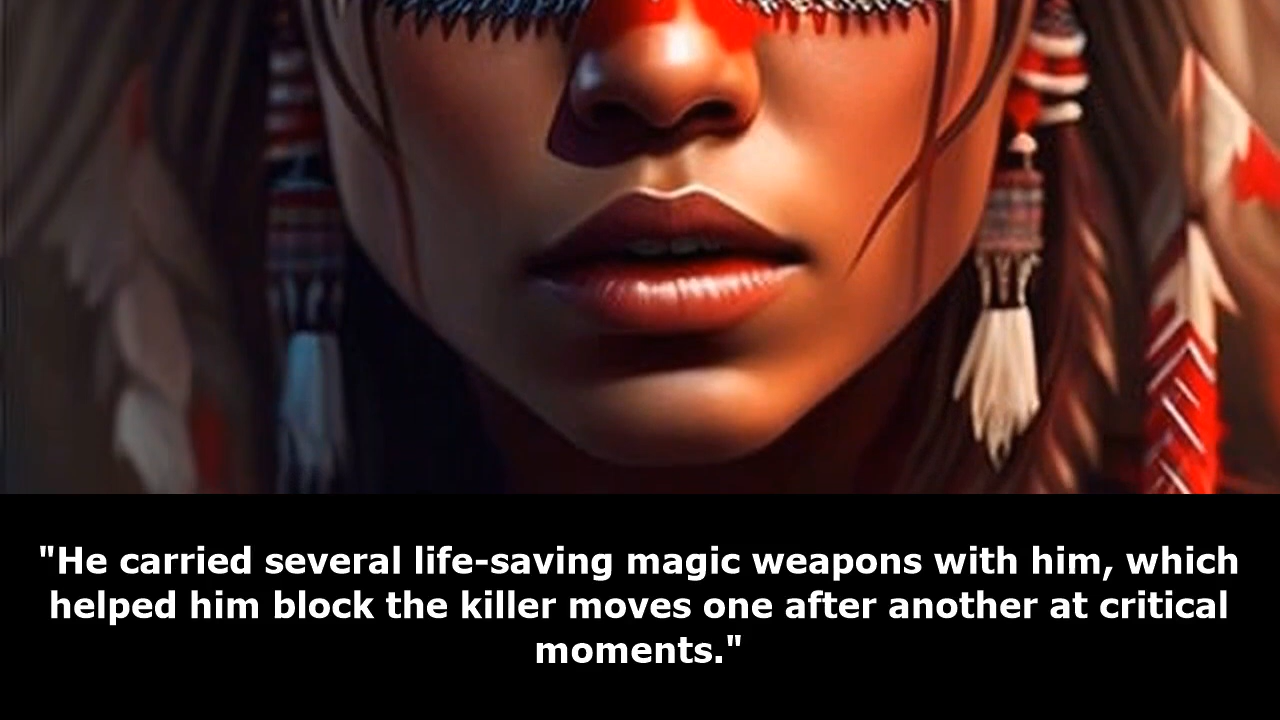 "He carried several life-saving magic weapons with him, which
helped him block the killer moves one after another at critical
moments."